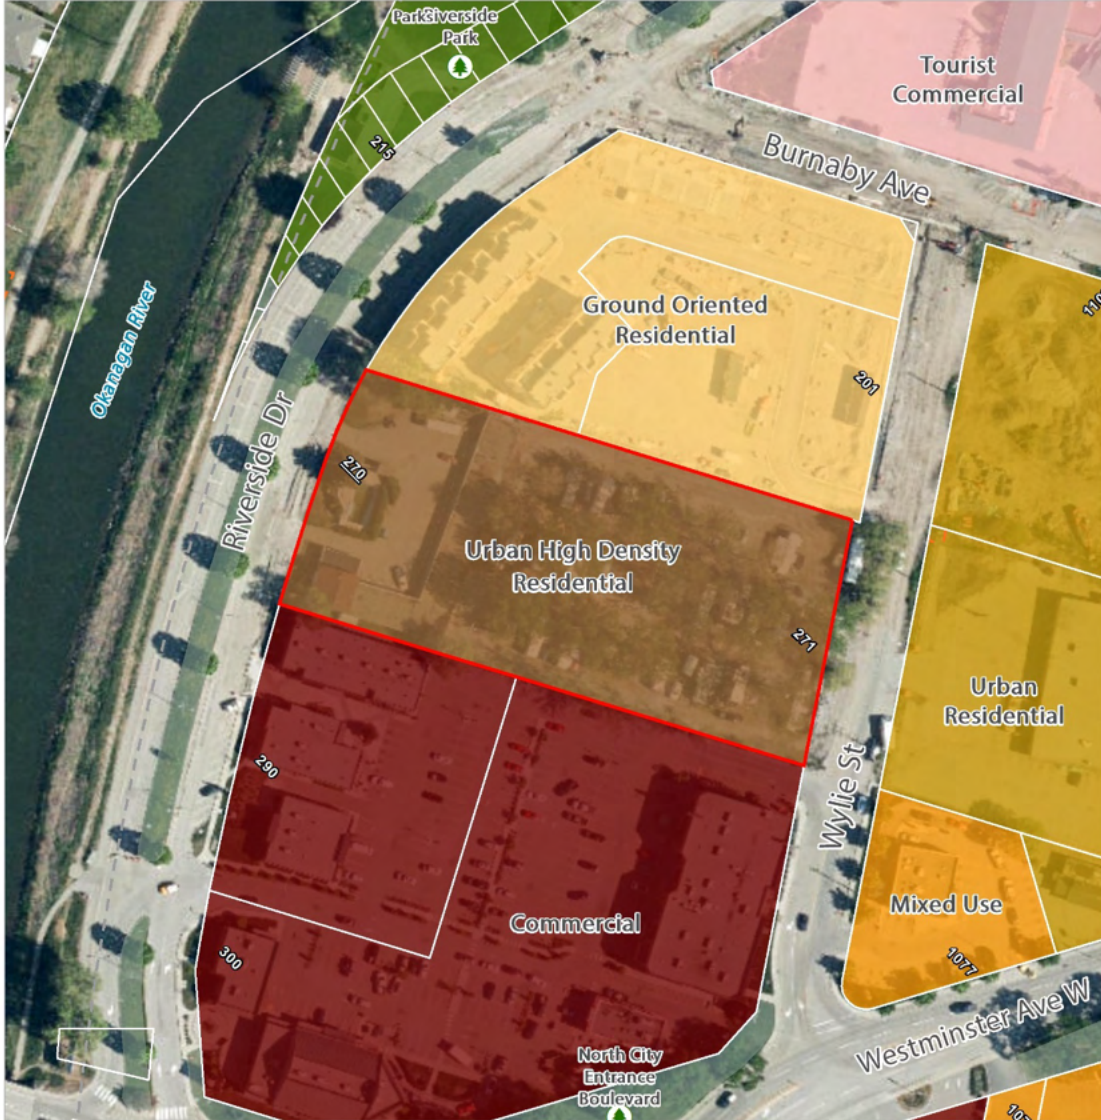 ParksRiverside
Park
Tourist
Commercial
215
Burnaby Ave
Okanagan River
Ground Oriented
Residential
201
Riverside Dr
270
Urban High Density
Residential
271
Urban
Residential
290
Wylie St
Mixed Use
Commercial
300
1077
Westminster Ave W
North City
Entrance
Boulevard